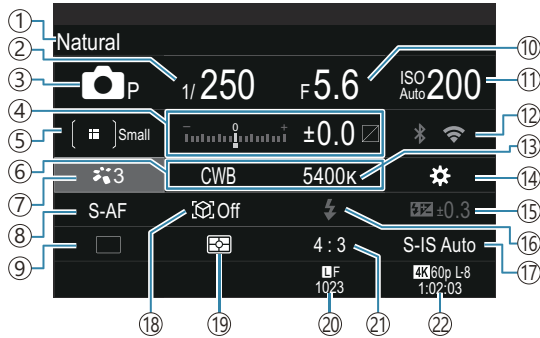 ①
Natural
②
⑩
③ P 1/250 F5.6 ISO Auto 200 ⑪
④
⑤ Small − 0 + ±0.0 ⑫
⑥ ⑬
⑦ 3 CWB 5400K ⑭
⑧ S-AF Off ±0.3 ⑮
⑯
⑨ 4:3 S-IS Auto ⑰
LF 4K 60p L-8
1023 1:02:03
⑱ ⑲ ⑳ ㉑ ㉒